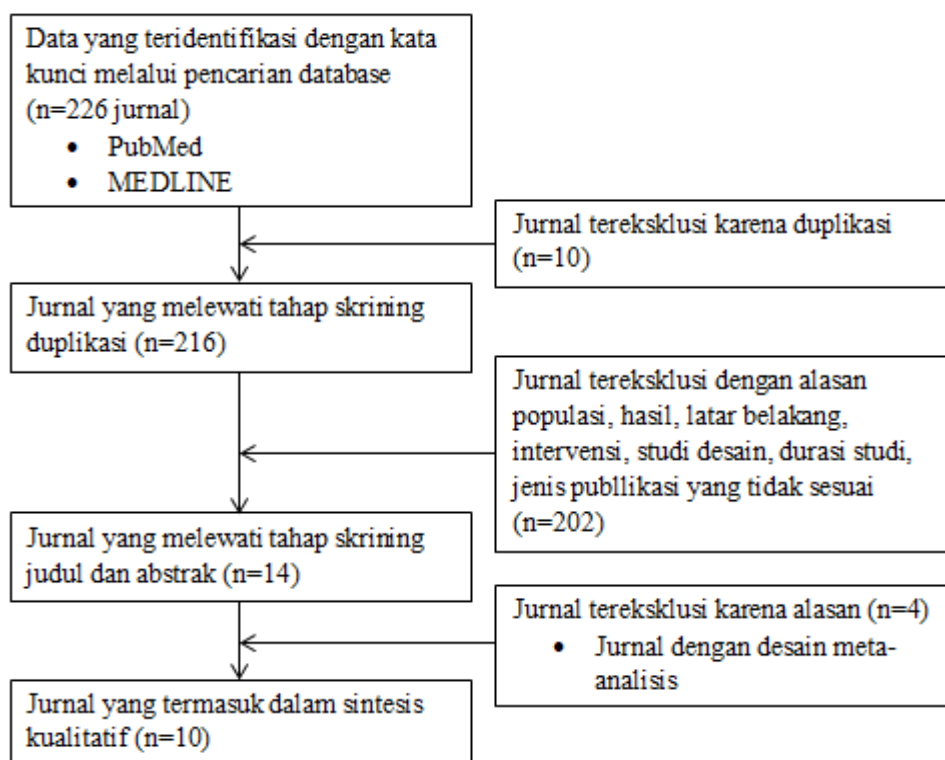 Data yang teridentifikasi dengan kata
kunci melalui pencarian database
(n=226 jurnal)
• PubMed
• MEDLINE
Jurnal tereksklusi karena duplikasi
(n=10)
Jurnal yang melewati tahap skrining
duplikasi (n=216)
Jurnal tereksklusi dengan alasan
populasi, hasil, latar belakang,
intervensi, studi desain, durasi studi,
jenis publlikasi yang tidak sesuai
(n=202)
Jurnal yang melewati tahap skrining
judul dan abstrak (n=14)
Jurnal tereksklusi karena alasan (n=4)
• Jurnal dengan desain meta-
analisis
Jurnal yang termasuk dalam sintesis
kualitatif (n=10)